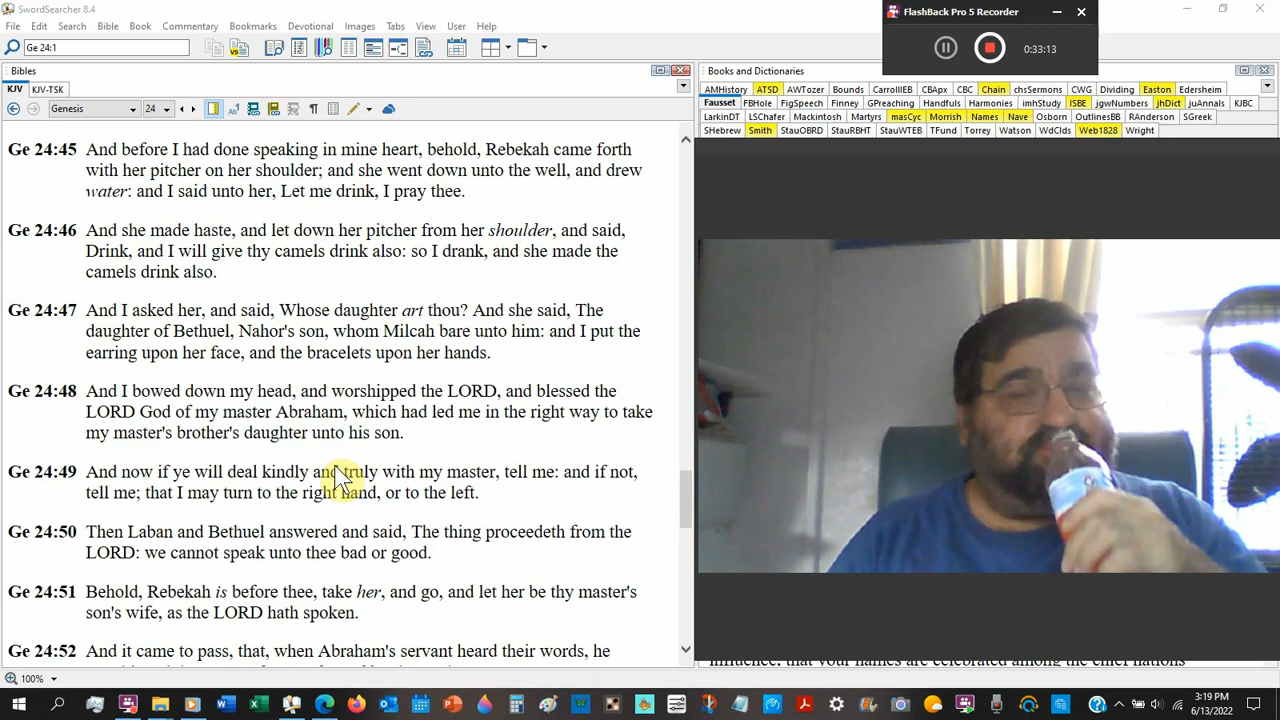 SwordSearcher 8.4
File Edit Search Bible Book Commentary Bookmarks Devotional Images Tabs View User Help
Ge 24:1
FlashBack Pro 5 Recorder
0:33:13
Bibles
KJV KJV-TSK
Genesis 24
Ge 24:45 And before I had done speaking in mine heart, behold, Rebekah came forth
with her pitcher on her shoulder; and she went down unto the well, and drew
water: and I said unto her, Let me drink, I pray thee.
Ge 24:46 And she made haste, and let down her pitcher from her shoulder, and said,
Drink, and I will give thy camels drink also: so I drank, and she made the
camels drink also.
Ge 24:47 And I asked her, and said, Whose daughter art thou? And she said, The
daughter of Bethuel, Nahor's son, whom Milcah bare unto him: and I put the
earring upon her face, and the bracelets upon her hands.
Ge 24:48 And I bowed down my head, and worshipped the LORD, and blessed the
LORD God of my master Abraham, which had led me in the right way to take
my master's brother's daughter unto his son.
Ge 24:49 And now if ye will deal kindly and truly with my master, tell me: and if not,
tell me; that I may turn to the right hand, or to the left.
Ge 24:50 Then Laban and Bethuel answered and said, The thing proceedeth from the
LORD: we cannot speak unto thee bad or good.
Ge 24:51 Behold, Rebekah is before thee, take her, and go, and let her be thy master's
son's wife, as the LORD hath spoken.
Ge 24:52 And it came to pass, that, when Abraham's servant heard their words, he
100%
Books and Dictionaries
AMHistory ATSD AWTozer Bounds CarrollIEB CBApx CBC Chain chsSermons CWG Dividing Easton Edersheim
Fausset FBHole FigSpeech Finney GPreaching Handfuls Harmonies imhStudy ISBE jgwNumbers jhDict juAnnals KJBC
LarkinDT LSChafer Mackintosh Martyrs masCyc Morrish Names Nave Osborn OutlinesBB RAnderson SGreek
SHebrew Smith StauOBRD StauRBHT StauWTEB TFund Torrey Watson WdClds Web1828 Wright
influence, that your names are celebrated among the chief nations
3:19 PM
6/13/2022